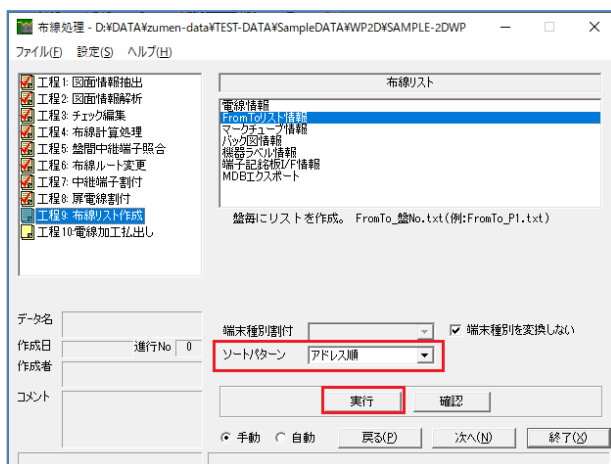 布線処理 - D:¥DATA¥zumen-data¥TEST-DATA¥SampleDATA¥WP2D¥SAMPLE-2DWP
ファイル(F) 設定(S) ヘルプ(H)
工程1: 図面情報抽出
工程2: 図面情報解析
工程3: チェック編集
工程4: 布線計算処理
工程5: 盤間中継端子照合
工程6: 布線ルート変更
工程7: 中継端子割付
工程8: 扉電線割付
工程9: 布線リスト作成
工程10:電線加工払出し
布線リスト
電線情報
FromToリスト情報
マークチューブ情報
バック図情報
機器ラベル情報
端子記銘板I/F情報
MDBエクスポート
盤毎にリストを作成。 FromTo_盤No.txt(例:FromTo_P1.txt)
データ名
作成日 進行No 0
作成者
コメント
端末種別割付 端末種別を変換しない
ソートパターン アドレス順
実行 確認
手動 自動 戻る(P) 次へ(N) 終了(X)